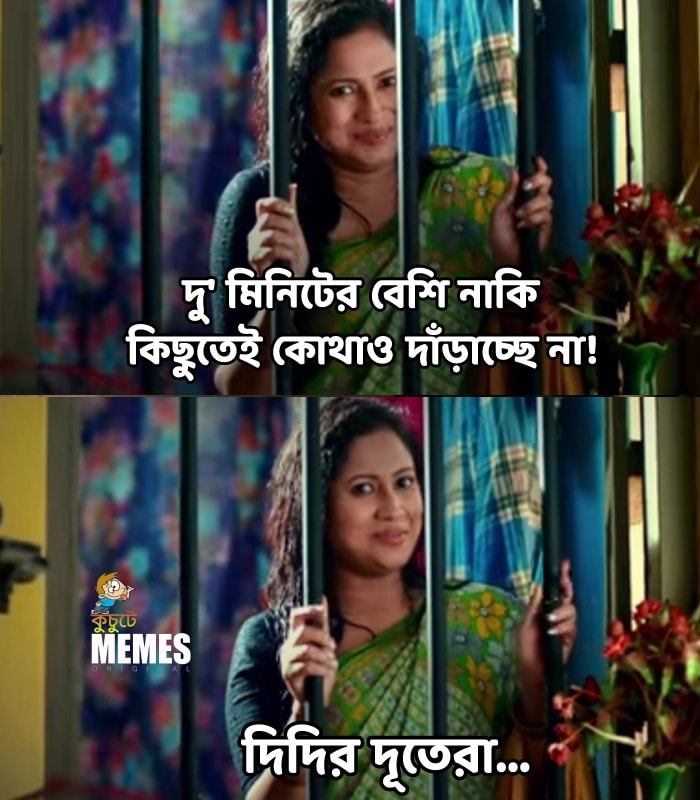 দু' মিনিটের বেশি নাকি
কিছুতেই কোথাও দাঁড়াচ্ছে না!
কুচুটে
MEMES
ORIGINAL
দিদির দূতেরা...